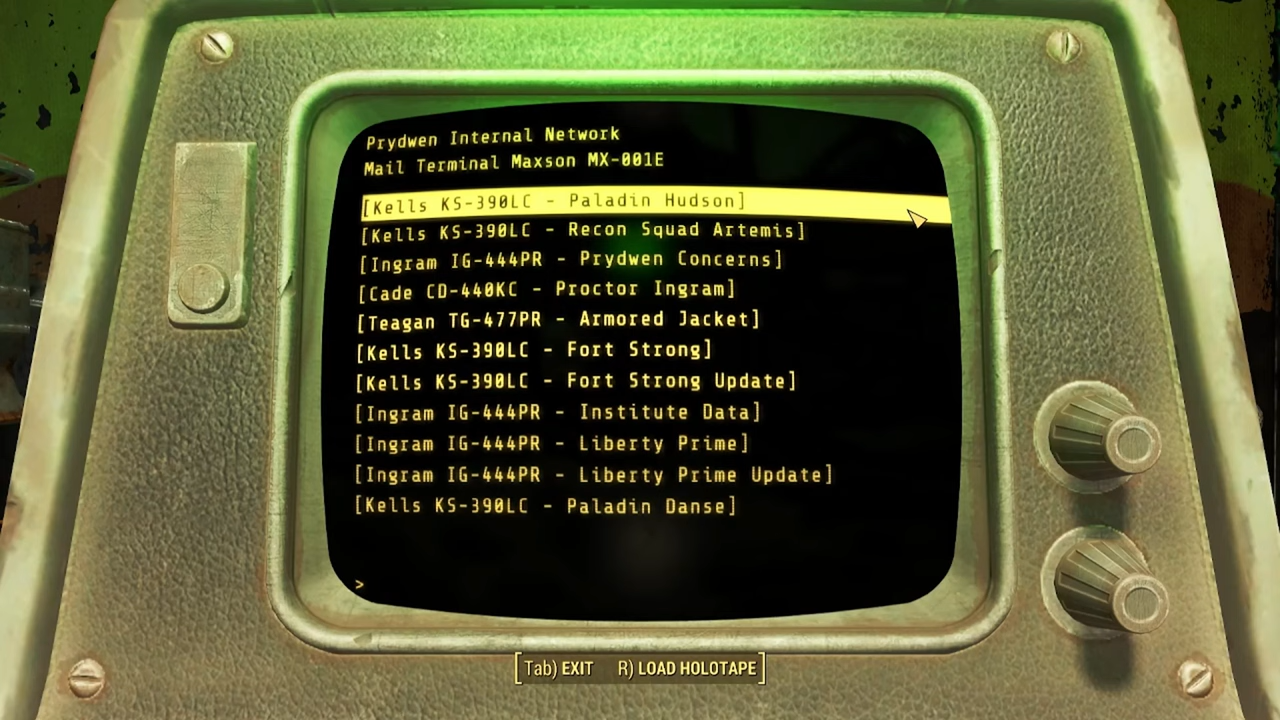 Prydwen Internal Network
Mail Terminal Maxson MX-001E
[Kells KS-390LC - Paladin Hudson]
[Kells KS-390LC - Recon Squad Artemis]
[Ingram IG-444PR - Prydwen Concerns]
[Cade CD-440KC - Proctor Ingram]
[Teagan TG-477PR - Armored Jacket]
[Kells KS-390LC - Fort Strong]
[Kells KS-390LC - Fort Strong Update]
[Ingram IG-444PR - Institute Data]
[Ingram IG-444PR - Liberty Prime]
[Ingram IG-444PR - Liberty Prime Update]
[Kells KS-390LC - Paladin Danse]
>
[Tab) EXIT R) LOAD HOLOTAPE]